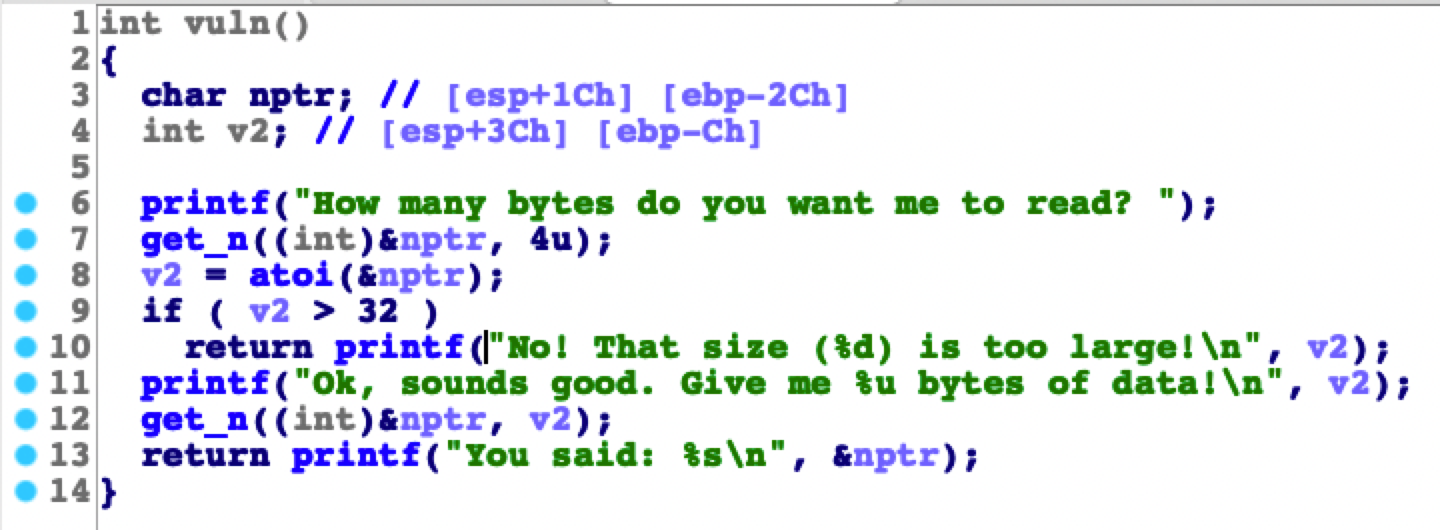 1 int vuln()
2 {
3 char nptr; // [esp+1Ch] [ebp-2Ch]
4 int v2; // [esp+3Ch] [ebp-Ch]
5
6 printf("How many bytes do you want me to read? ");
7 get_n((int)&nptr, 4u);
8 v2 = atoi(&nptr);
9 if ( v2 > 32 )
10 return printf("No! That size (%d) is too large!\n", v2);
11 printf("Ok, sounds good. Give me %u bytes of data!\n", v2);
12 get_n((int)&nptr, v2);
13 return printf("You said: %s\n", &nptr);
14 }